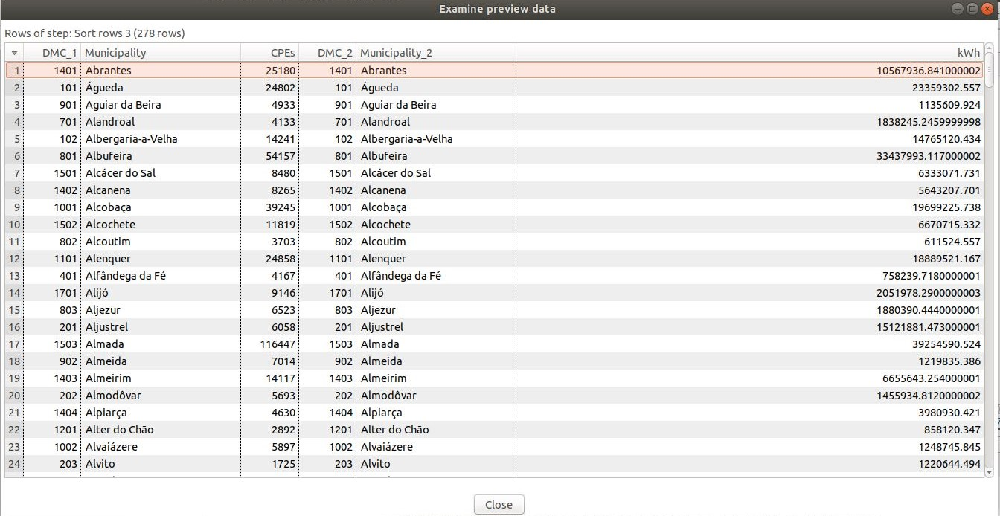 Examine preview data
Rows of step: Sort rows 3 (278 rows)
DMC_1 Municipality CPEs DMC_2 Municipality_2 kWh
1 1401 Abrantes 25180 1401 Abrantes 10567936.841000002
2 101 Águeda 24802 101 Águeda 23359302.557
3 901 Aguiar da Beira 4933 901 Aguiar da Beira 1135609.924
4 701 Alandroal 4133 701 Alandroal 1838245.2459999998
5 102 Albergaria-a-Velha 14241 102 Albergaria-a-Velha 14765120.434
6 801 Albufeira 54157 801 Albufeira 33437993.117000002
7 1501 Alcácer do Sal 8480 1501 Alcácer do Sal 6333071.731
8 1402 Alcanena 8265 1402 Alcanena 5643207.701
9 1001 Alcobaça 39245 1001 Alcobaça 19699225.738
10 1502 Alcochete 11819 1502 Alcochete 6670715.332
11 802 Alcoutim 3703 802 Alcoutim 611524.557
12 1101 Alenquer 24858 1101 Alenquer 18889521.167
13 401 Alfândega da Fé 4167 401 Alfândega da Fé 758239.7180000001
14 1701 Alijó 9146 1701 Alijó 2051978.2900000003
15 803 Aljezur 6523 803 Aljezur 1880390.4440000001
16 201 Aljustrel 6058 201 Aljustrel 15121881.473000001
17 1503 Almada 116447 1503 Almada 39254590.524
18 902 Almeida 7014 902 Almeida 1219835.386
19 1403 Almeirim 14117 1403 Almeirim 6655643.254000001
20 202 Almodôvar 5693 202 Almodôvar 1455934.8120000002
21 1404 Alpiarça 4630 1404 Alpiarça 3980930.421
22 1201 Alter do Chão 2892 1201 Alter do Chão 858120.347
23 1002 Alvaiázere 5897 1002 Alvaiázere 1248745.845
24 203 Alvito 1725 203 Alvito 1220644.494
Close